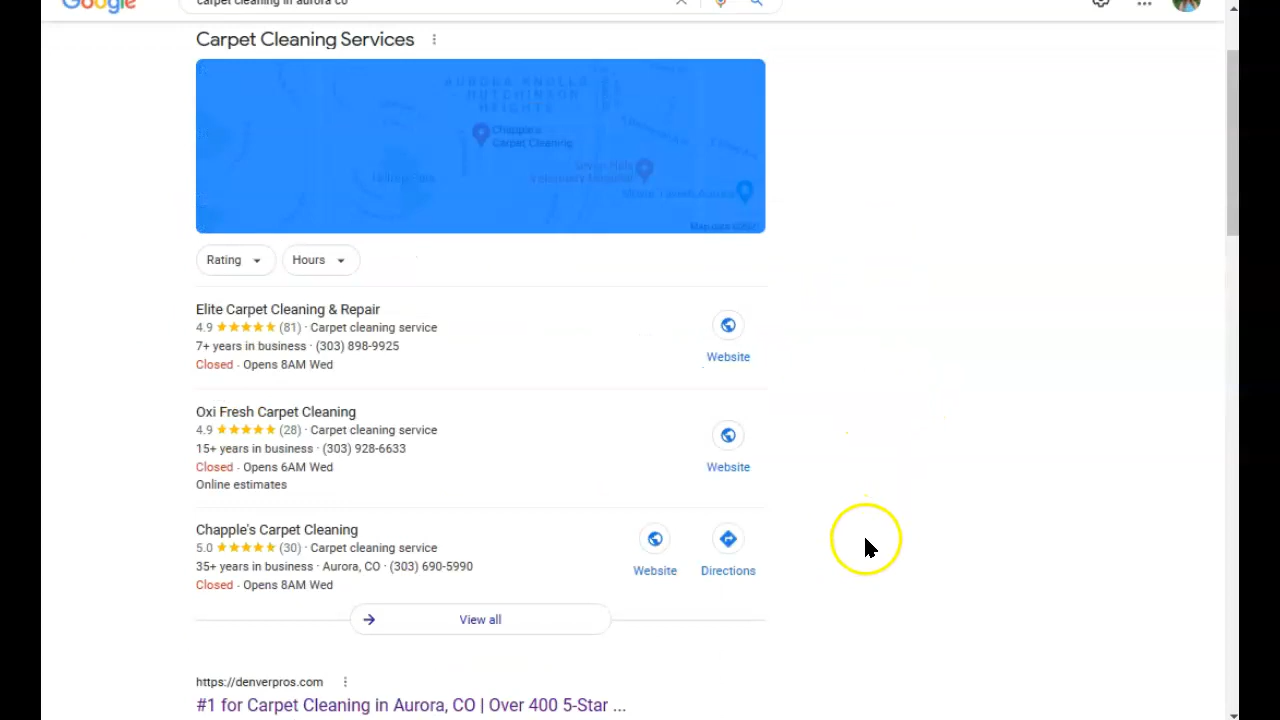 Google
carpet cleaning in aurora co
Carpet Cleaning Services
AURORA KNOLLS
HUTCHINSON
HEIGHTS
Carpet Cleaning
Rating
Hours
Elite Carpet Cleaning & Repair
4.9 (81) · Carpet cleaning service
7+ years in business · (303) 898-9925
Closed · Opens 8AM Wed
Website
Oxi Fresh Carpet Cleaning
4.9 (28) · Carpet cleaning service
15+ years in business · (303) 928-6633
Closed · Opens 6AM Wed
Online estimates
Website
Chapple's Carpet Cleaning
5.0 (30) · Carpet cleaning service
35+ years in business · Aurora, CO · (303) 690-5990
Closed · Opens 8AM Wed
Website
Directions
View all
https://denverpros.com
#1 for Carpet Cleaning in Aurora, CO | Over 400 5-Star ...